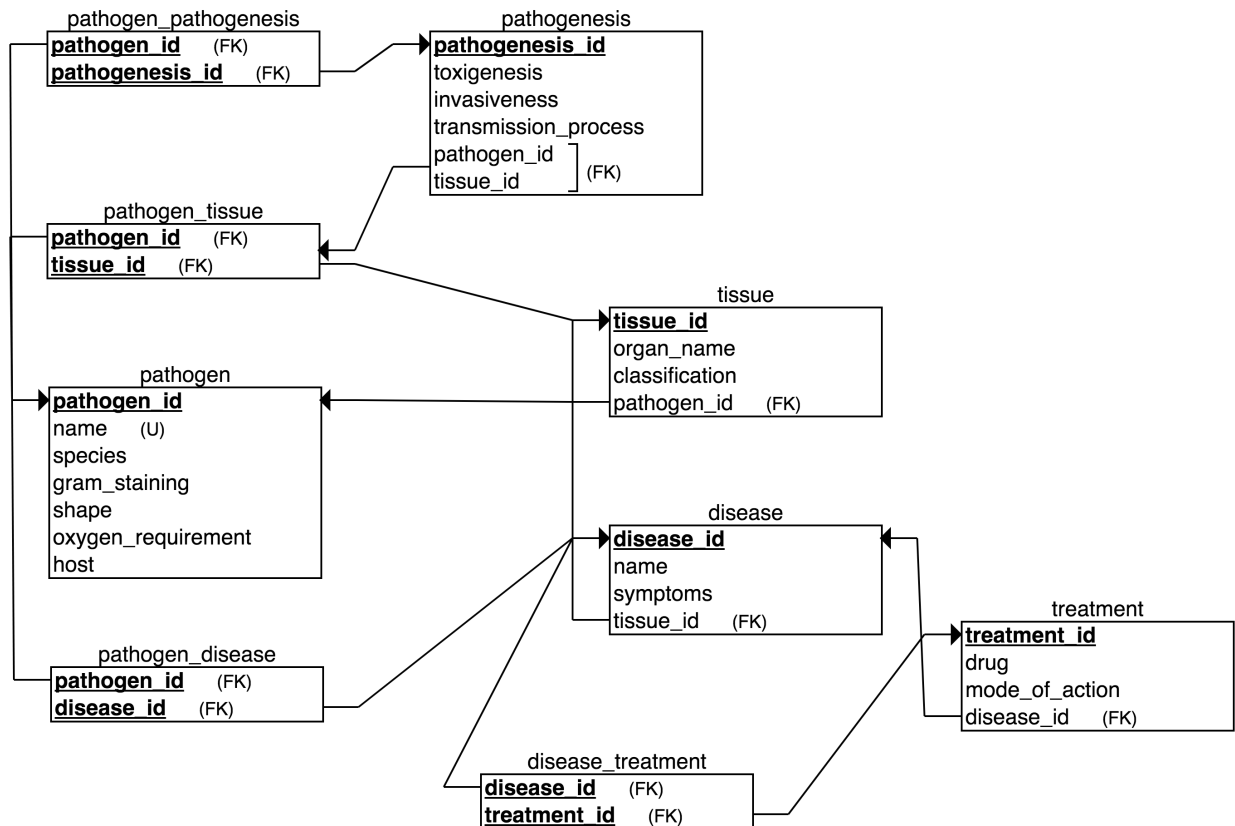 pathogen_pathogenesis
pathogen_id (FK)
pathogenesis_id (FK)
pathogenesis
pathogenesis_id
toxigenesis
invasiveness
transmission_process
pathogen_id
tissue_id
(FK)
pathogen_tissue
pathogen_id (FK)
tissue_id (FK)
tissue
tissue_id
organ_name
classification
pathogen_id (FK)
pathogen
pathogen_id
name (U)
species
gram_staining
shape
oxygen_requirement
host
disease
disease_id
name
symptoms
tissue_id (FK)
treatment
treatment_id
drug
mode_of_action
disease_id (FK)
pathogen_disease
pathogen_id (FK)
disease_id (FK)
disease_treatment
disease_id (FK)
treatment_id (FK)